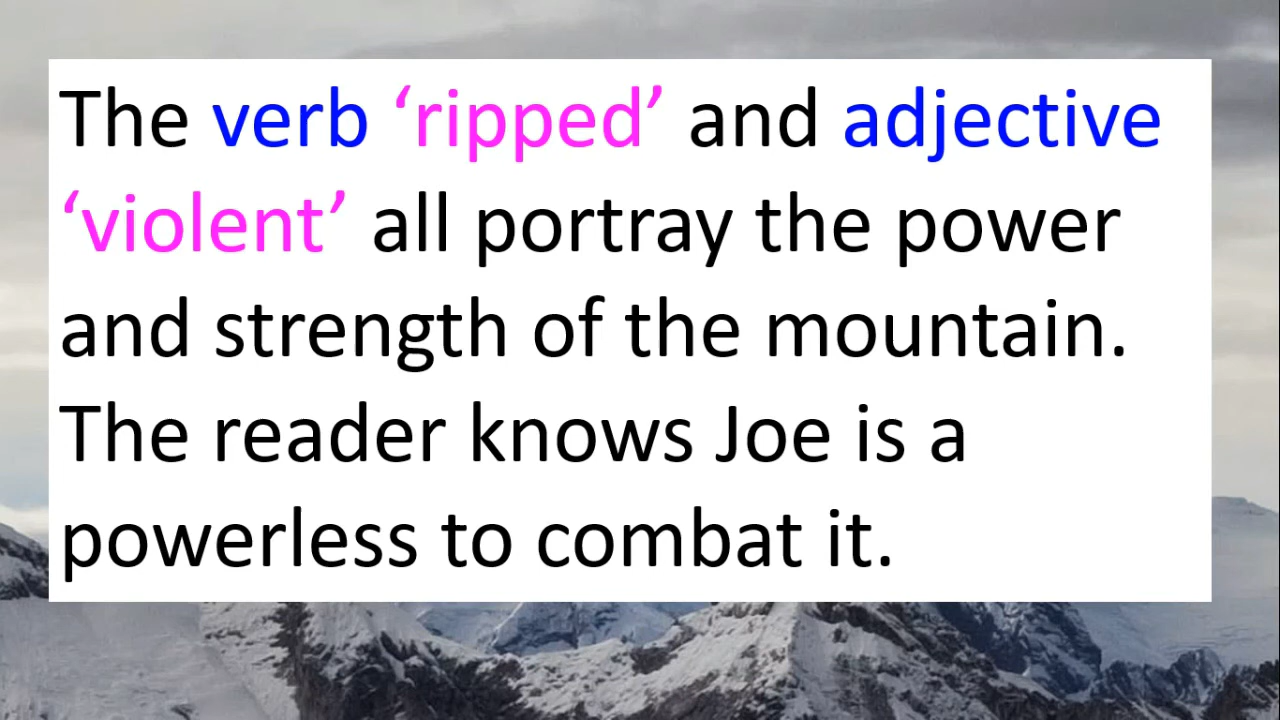 The verb ‘ripped’ and adjective
‘violent’ all portray the power
and strength of the mountain.
The reader knows Joe is a
powerless to combat it.